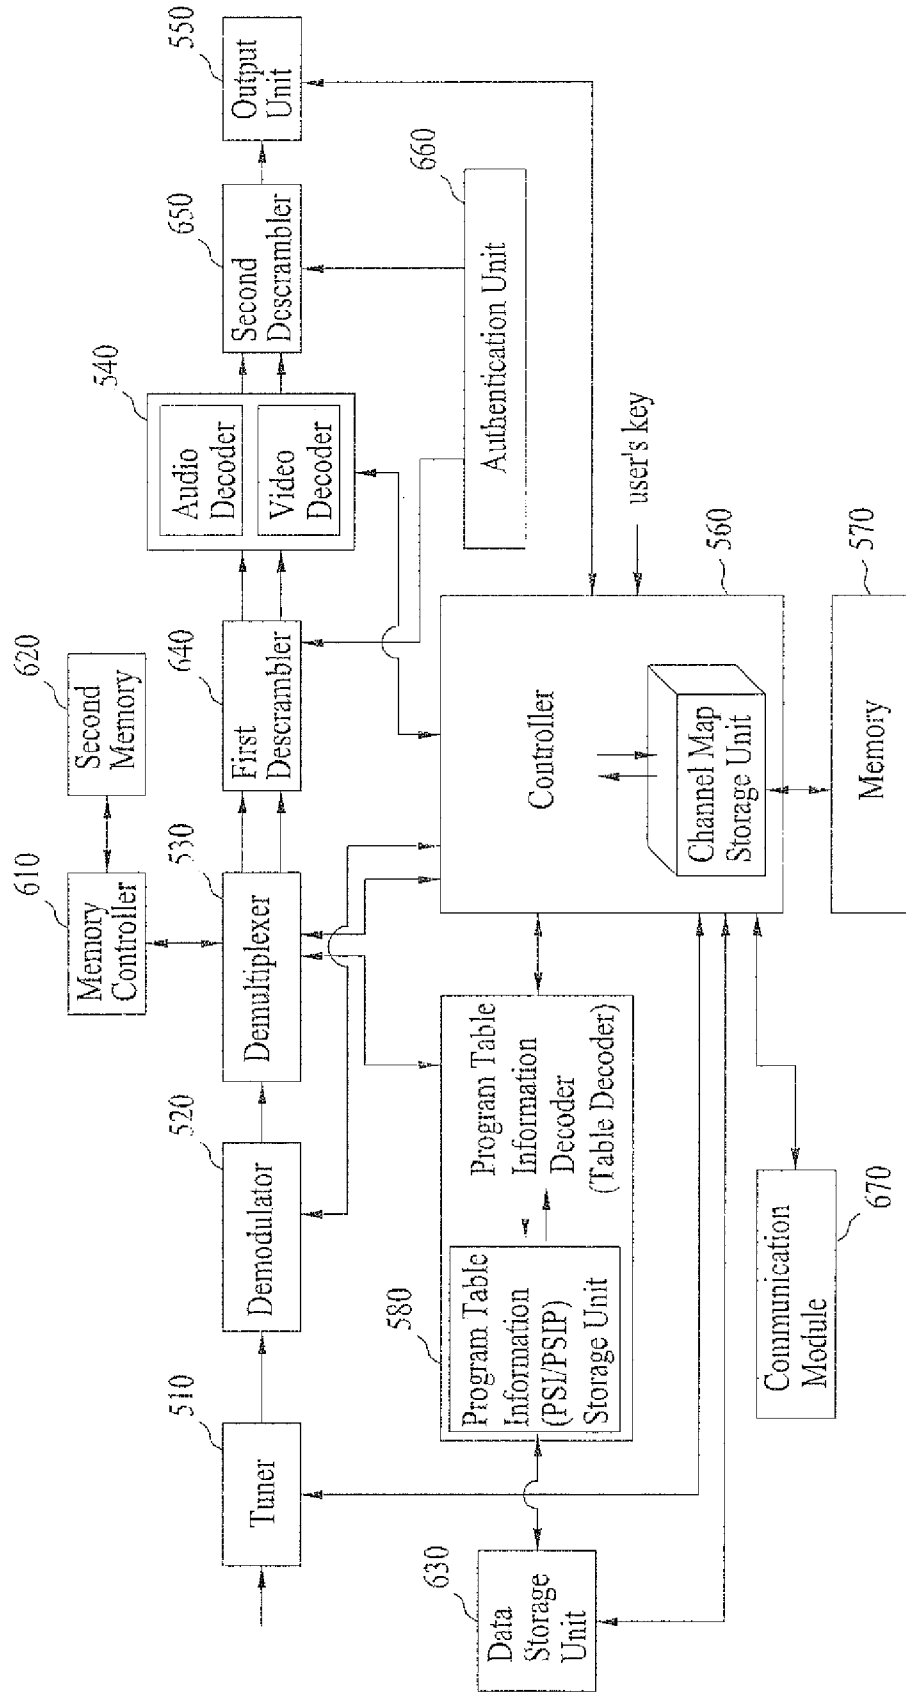 620
Second
Memory
610
Memory
Controller
510
Tuner
520
Demodulator
530
Demultiplexer
640
First
Descrambler
540
Audio
Decoder
Video
Decoder
650
Second
Descrambler
550
Output
Unit
660
Authentication Unit
630
Data
Storage
Unit
580
Program Table
Information
(PSI/PSIP)
Storage Unit
Program Table
Information
Decoder
(Table Decoder)
560
Controller
Channel Map
Storage Unit
user's key
670
Communication
Module
570
Memory